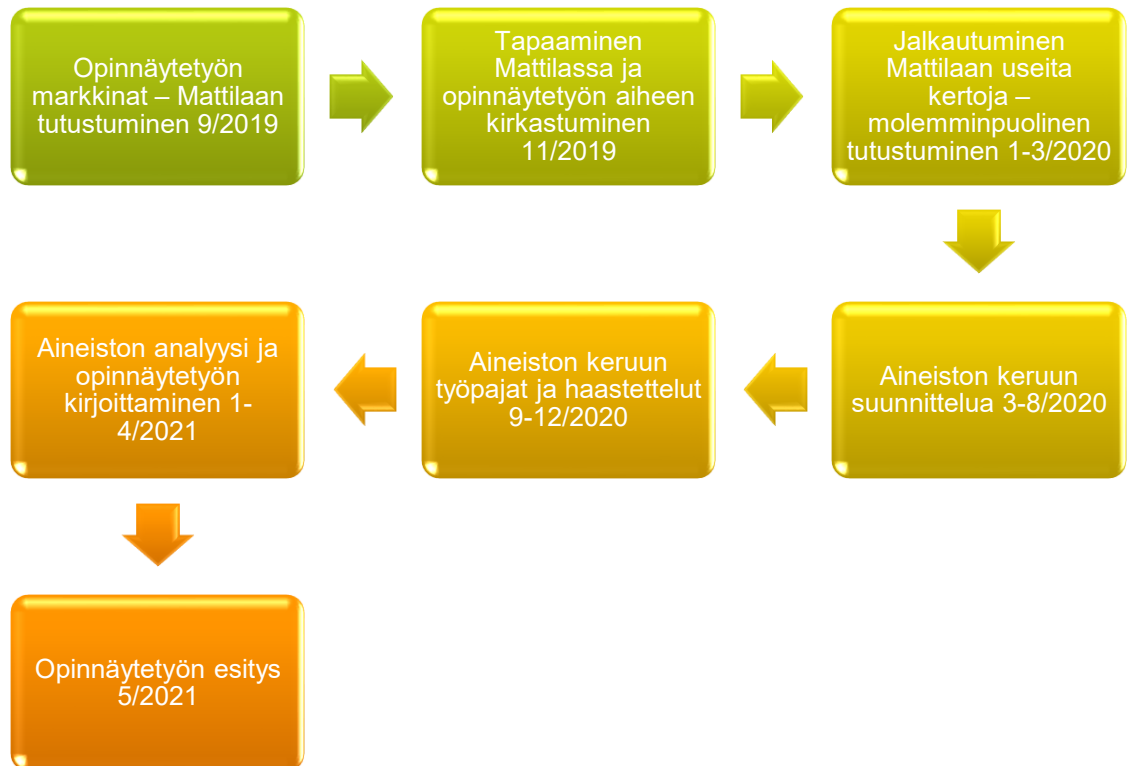 Opinnäytetyön
markkinat – Mattilaan
tutustuminen 9/2019
Tapaaminen
Mattilassa ja
opinnäytetyön aiheen
kirkastuminen
11/2019
Jalkautuminen
Mattilaan useita
kertoja –
molemminpuolinen
tutustuminen 1-3/2020
Aineiston keruun
suunnittelua 3-8/2020
Aineiston keruun
työpajat ja haastettelut
9-12/2020
Aineiston analyysi ja
opinnäytetyön
kirjoittaminen 1-
4/2021
Opinnäytetyön esitys
5/2021